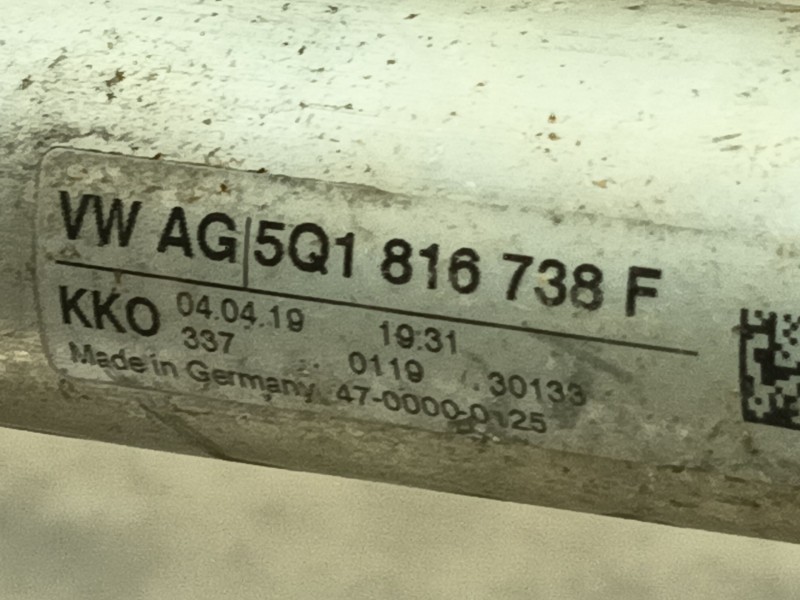 VW AG 5Q1 816 738 F
KKO 04.04.19 19:31
337 0119 30133
Made in Germany 47-0000-0125